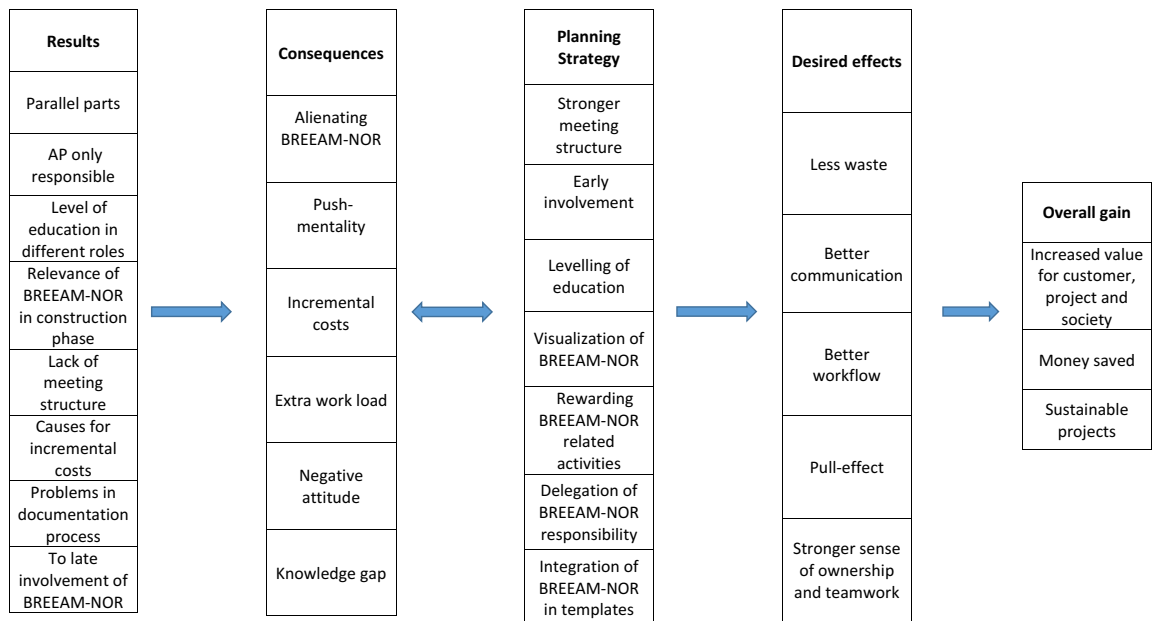 Results
Parallel parts
AP only
responsible
Level of
education in
different roles
Relevance of
BREEAM-NOR
in construction
phase
Lack of
meeting
structure
Causes for
incremental
costs
Problems in
documentation
process
To late
involvement of
BREEAM-NOR
Consequences
Alienating
BREEAM-NOR
Push-
mentality
Incremental
costs
Extra work load
Negative
attitude
Knowledge gap
Planning
Strategy
Stronger
meeting
structure
Early
involvement
Levelling of
education
Visualization of
BREEAM-NOR
Rewarding
BREEAM-NOR
related
activities
Delegation of
BREEAM-NOR
responsibility
Integration of
BREEAM-NOR
in templates
Desired effects
Less waste
Better
communication
Better
workflow
Pull-effect
Stronger sense
of ownership
and teamwork
Overall gain
Increased value
for customer,
project and
society
Money saved
Sustainable
projects